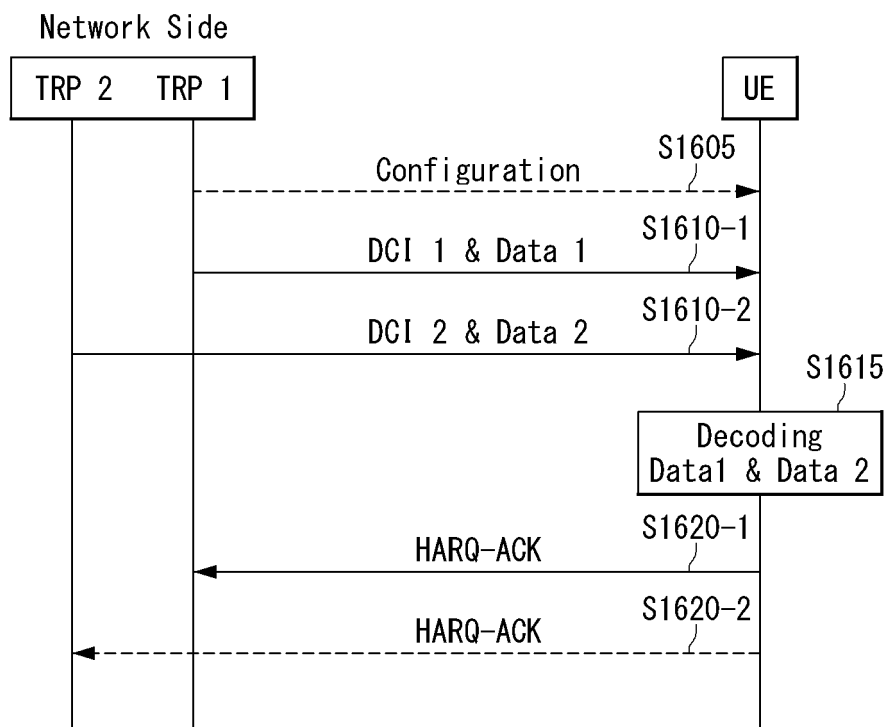 Network Side
TRP 2 TRP 1
UE
S1605
Configuration
S1610-1
DCI 1 & Data 1
S1610-2
DCI 2 & Data 2
S1615
Decoding
Data1 & Data 2
S1620-1
HARQ-ACK
S1620-2
HARQ-ACK